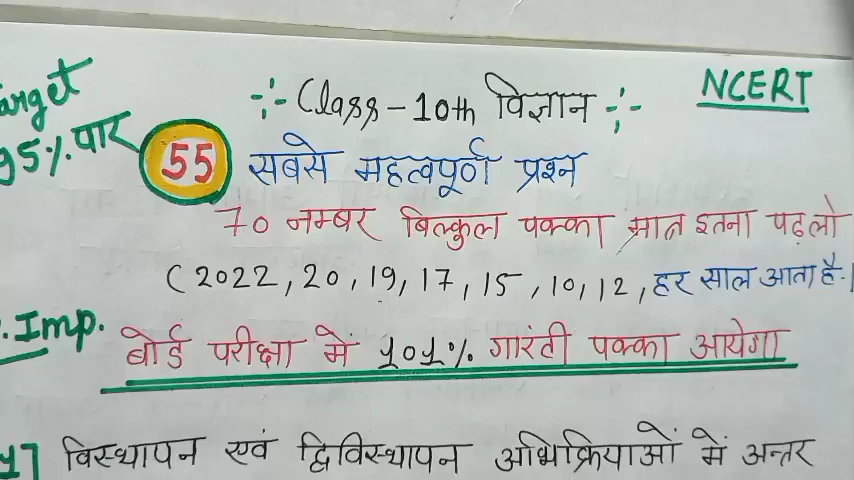 -:- Class - 10th विज्ञान -:-
NCERT
arget
95% पार
55 सबसे महत्वपूर्ण प्रश्न
70 नम्बर बिल्कुल पक्का मात्र इतना पढ़लो
(2022, 20, 19, 17, 15, 10, 12, हर साल आता है-)
. Imp.
बोर्ड परीक्षा में 101% गारंटी पक्का आयेगा
विस्थापन एवं द्विविस्थापन अभिक्रियाओं में अन्तर